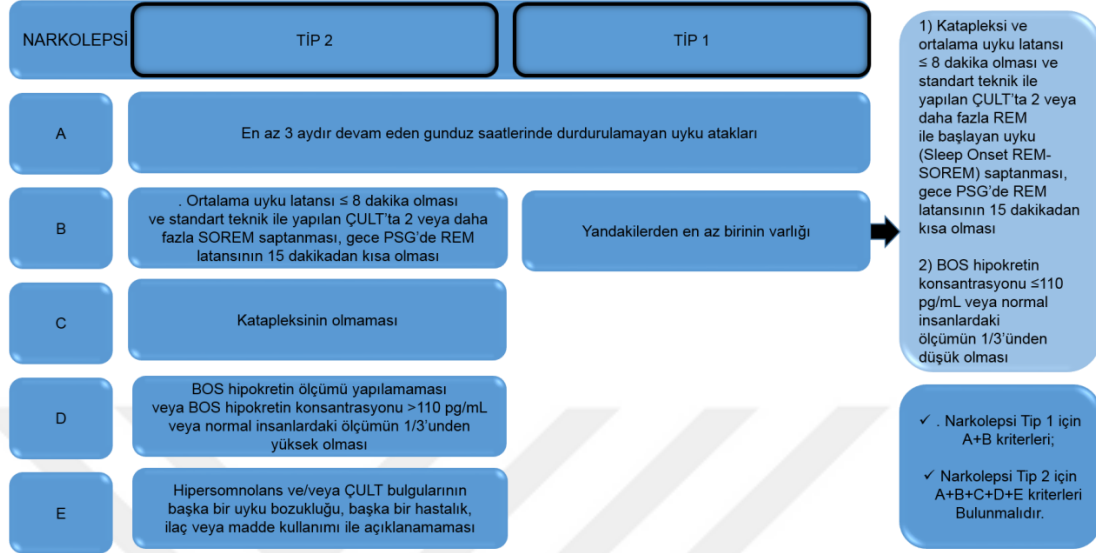 NARKOLEPSİ
TİP 2
TİP 1
A
En az 3 aydır devam eden gunduz saatlerinde durdurulamayan uyku atakları
B
. Ortalama uyku latansı ≤ 8 dakika olması
ve standart teknik ile yapılan ÇULT’ta 2 veya daha
fazla SOREM saptanması, gece PSG’de REM
latansının 15 dakikadan kısa olması
Yandakilerden en az birinin varlığı
1) Katapleksi ve
ortalama uyku latansı
≤ 8 dakika olması ve
standart teknik ile
yapılan ÇULT’ta 2 veya
daha fazla REM
ile başlayan uyku
(Sleep Onset REM-
SOREM) saptanması,
gece PSG’de REM
latansının 15 dakikadan
kısa olması
2) BOS hipokretin
konsantrasyonu ≤110
pg/mL veya normal
insanlardaki
ölçümün 1/3’ünden
düşük olması
C
Katapleksinin olmaması
D
BOS hipokretin ölçümü yapılamaması
veya BOS hipokretin konsantrasyonu >110 pg/mL
veya normal insanlardaki ölçümün 1/3’unden
yüksek olması
E
Hipersomnolans ve/veya ÇULT bulgularının
başka bir uyku bozukluğu, başka bir hastalık,
ilaç veya madde kullanımı ile açıklanamaması
✓ . Narkolepsi Tip 1 için
A+B kriterleri;
✓ Narkolepsi Tip 2 için
A+B+C+D+E kriterleri
Bulunmalıdır.